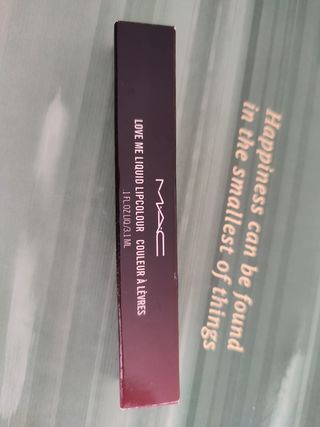 MAC
LOVE ME LIQUID LIPCOLOUR COULEUR À LÈVRES
.1 FL OZ LIQ/3.1 ML
Happiness can be found
in the smallest of things